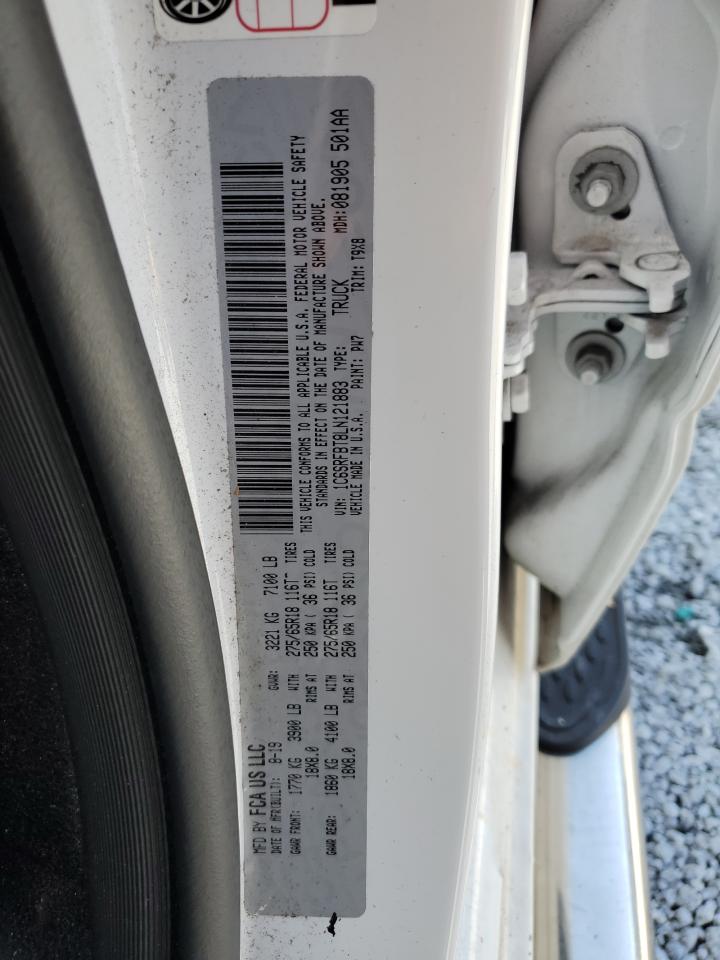 MFD BY FCA US LLC
DATE OF MFR(BUILT): 8-19 GVWR: 3221 KG 7100 LB
GAWR FRONT: 1770 KG 3900 LB WITH 275/65R18 116T TIRES
18X8.0 RIMS AT 250 KPA ( 36 PSI) COLD
GAWR REAR: 1860 KG 4100 LB WITH 275/65R18 116T TIRES
18X8.0 RIMS AT 250 KPA ( 36 PSI) COLD
THIS VEHICLE CONFORMS TO ALL APPLICABLE U.S.A. FEDERAL MOTOR VEHICLE SAFETY
STANDARDS IN EFFECT ON THE DATE OF MANUFACTURE SHOWN ABOVE.
VIN: 1C6SRFBT8LN121883 TYPE: TRUCK MDH:081905 501AA
VEHICLE MADE IN U.S.A. PAINT: PW7 TRIM: T9X8